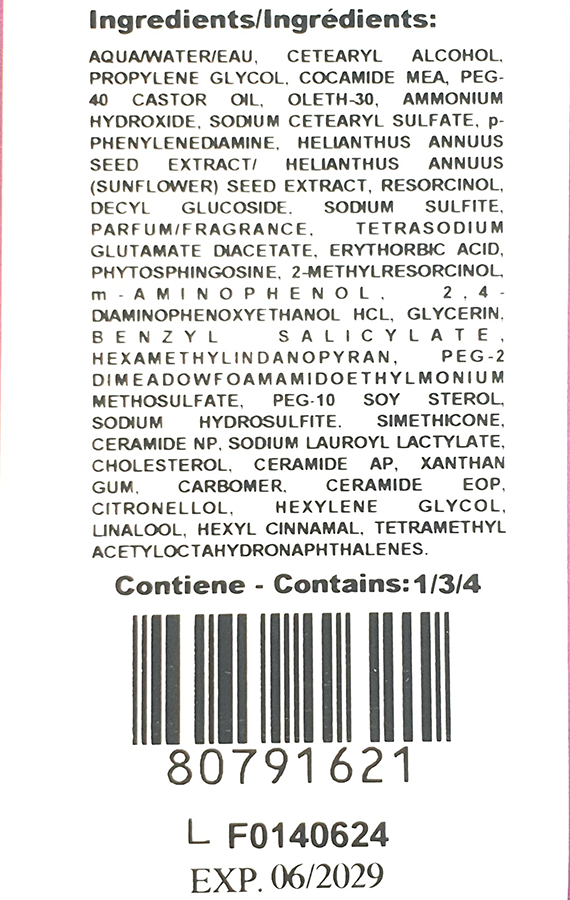 Ingredients/Ingrédients:
AQUA/WATER/EAU, CETEARYL ALCOHOL,
PROPYLENE GLYCOL, COCAMIDE MEA, PEG-
40 CASTOR OIL, OLETH-30, AMMONIUM
HYDROXIDE, SODIUM CETEARYL SULFATE, p-
PHENYLENEDIAMINE, HELIANTHUS ANNUUS
SEED EXTRACT/ HELIANTHUS ANNUUS
(SUNFLOWER) SEED EXTRACT, RESORCINOL,
DECYL GLUCOSIDE, SODIUM SULFITE,
PARFUM/FRAGRANCE, TETRASODIUM
GLUTAMATE DIACETATE, ERYTHORBIC ACID,
PHYTOSPHINGOSINE, 2-METHYLRESORCINOL,
m-AMINOPHENOL, 2,4-
DIAMINOPHENOXYETHANOL HCL, GLYCERIN,
BENZYL SALICYLATE,
HEXAMETHYLINDANOPYRAN, PEG-2
DIMEADOWFOAMAMIDOETHYLMONIUM
METHOSULFATE, PEG-10 SOY STEROL,
SODIUM HYDROSULFITE, SIMETHICONE,
CERAMIDE NP, SODIUM LAUROYL LACTYLATE,
CHOLESTEROL, CERAMIDE AP, XANTHAN
GUM, CARBOMER, CERAMIDE EOP,
CITRONELLOL, HEXYLENE GLYCOL,
LINALOOL, HEXYL CINNAMAL, TETRAMETHYL
ACETYLOCTAHYDRONAPHTHALENES.
Contiene - Contains:1/3/4
80791621
L F0140624
EXP. 06/2029